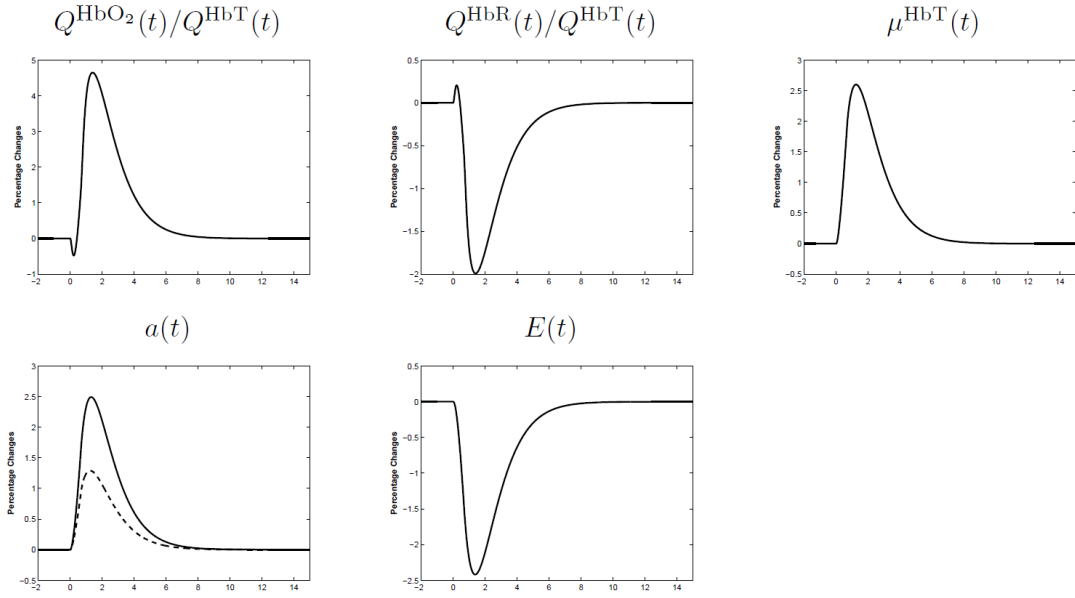 Q^{HbO_2}(t)/Q^{HbT}(t)
Q^{HbR}(t)/Q^{HbT}(t)
μ^{HbT}(t)
5
4
3
2
1
0
−1
Percentage Changes
−2 0 2 4 6 8 10 12 14
0.5
0
−0.5
−1
−1.5
−2
Percentage Changes
−2 0 2 4 6 8 10 12 14
3
2.5
2
1.5
1
0.5
0
−0.5
Percentage Changes
−2 0 2 4 6 8 10 12 14
a(t)
E(t)
3
2.5
2
1.5
1
0.5
0
−0.5
Percentage Changes
−2 0 2 4 6 8 10 12 14
0.5
0
−0.5
−1
−1.5
−2
−2.5
Percentage Changes
−2 0 2 4 6 8 10 12 14